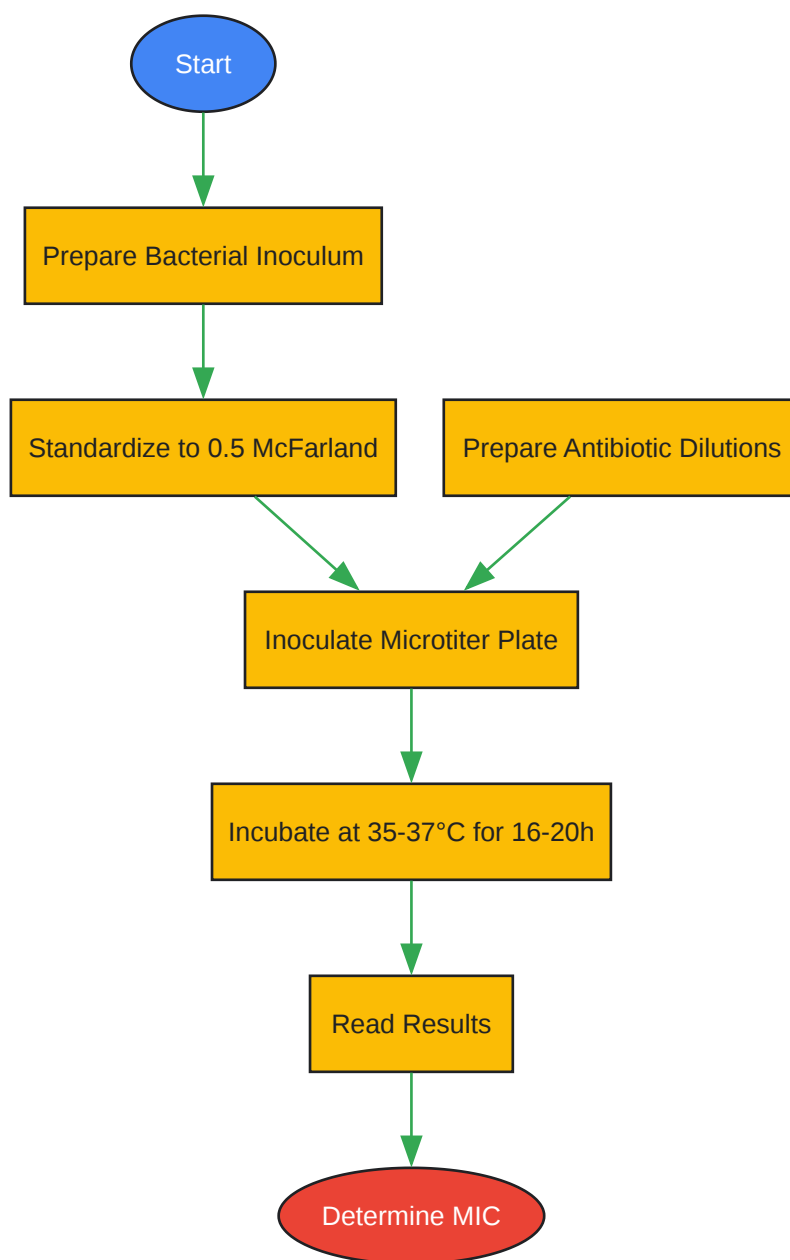 Start
Prepare Bacterial Inoculum
Standardize to 0.5 McFarland
Prepare Antibiotic Dilutions
Inoculate Microtiter Plate
Incubate at 35-37°C for 16-20h
Read Results
Determine MIC